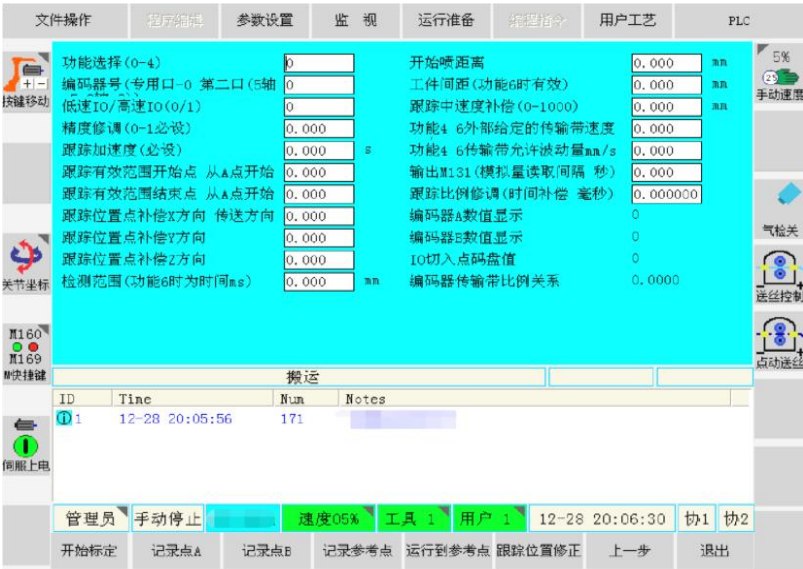 文件操作 程序编辑 参数设置 监 视 运行准备 编程指令 用户工艺 PLC
功能选择(0-4) 0
编码器号(专用口-0 第二口(5轴 0
低速IO/高速IO(0/1) 0
精度修调(0-1必设) 0.000
跟踪加速度(必设) 0.000 s
跟踪有效范围开始点 从A点开始 0.000
跟踪有效范围结束点 从A点开始 0.000
跟踪位置点补偿X方向 传送方向 0.000
跟踪位置点补偿Y方向 0.000
跟踪位置点补偿Z方向 0.000
检测范围(功能6时为时间ms) 0.000 mm
开始喷距离 0.000 mm
工件间距(功能6时有效) 0.000 mm
跟踪中速度补偿(0-1000) 0.000 mm
功能4 6外部给定的传输带速度 0.000
功能4 6传输带允许波动量mm/s 0.000
输出M131(模拟量读取间隔 秒) 0.000
跟踪比例修调(时间补偿 毫秒) 0.000000
编码器A数值显示 0
编码器B数值显示 0
IO切入点码盘值 0
编码器传输带比例关系 0.0000
按键移动
关节坐标
M160
M169
M快捷键
伺服上电
5%
25
手动速度
气检关
送丝控制
点动送丝
搬运
ID Time Num Notes
1 12-28 20:05:56 171
管理员 手动停止 速度05% 工具 1 用户 1 12-28 20:06:30 协1 协2
开始标定 记录点A 记录点B 记录参考点 运行到参考点 跟踪位置修正 上一步 退出